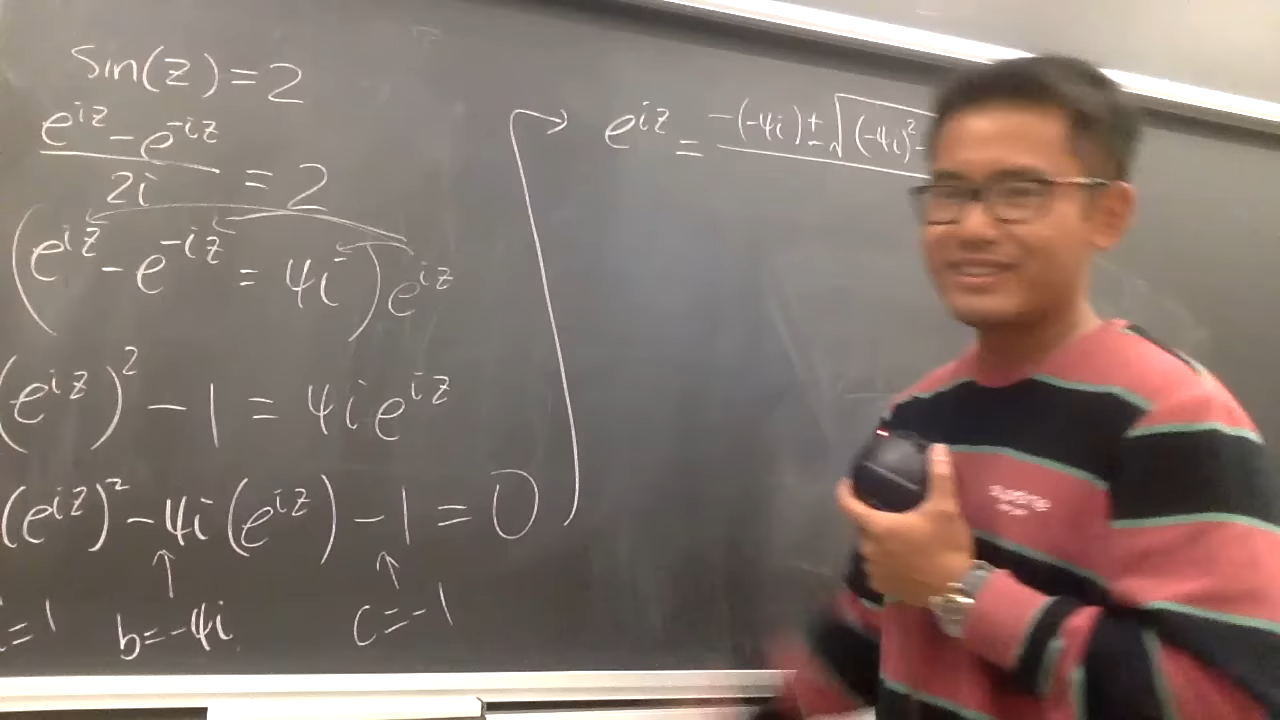 sin(z) = 2
e^{iz} - e^{-iz}
2i = 2
(e^{iz} - e^{-iz} = 4i) e^{iz}
(e^{iz})^2 - 1 = 4i e^{iz}
(e^{iz})^2 - 4i (e^{iz}) - 1 = 0
=1 b=-4i c=-1
e^{iz} = -(-4i) ± √(-4i)^2 -